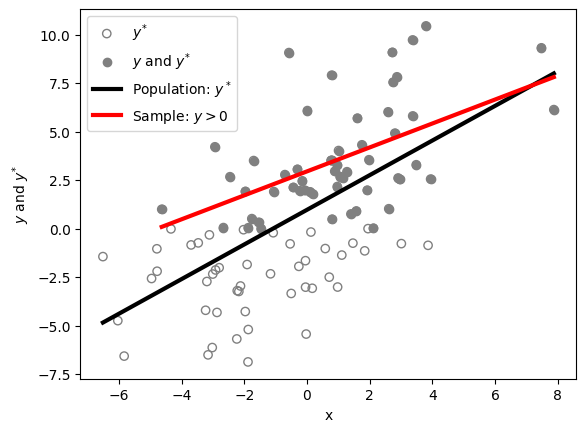 y*
y and y*
Population: y*
Sample: y > 0
y and y*
10.0
7.5
5.0
2.5
0.0
−2.5
−5.0
−7.5
−6 −4 −2 0 2 4 6 8
x